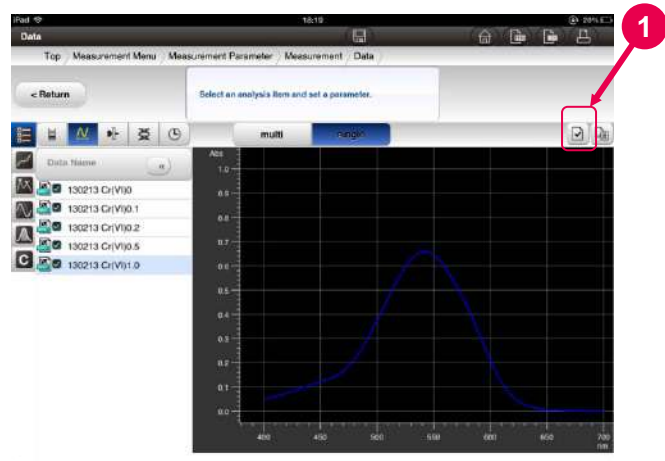 iPad 18:19 20%
1
Data
Top Measurement Menu Measurement Parameter Measurement Data
< Return
Select an analysis item and set a parameter.
multi single
Data Name «
130213 Cr(VI)0
130213 Cr(VI)0.1
130213 Cr(VI)0.2
130213 Cr(VI)0.5
C
130213 Cr(VI)1.0
Abs
1.0
0.9
0.8
0.7
0.6
0.5
0.4
0.3
0.2
0.1
0.0
400 450 500 550 600 650 700
nm